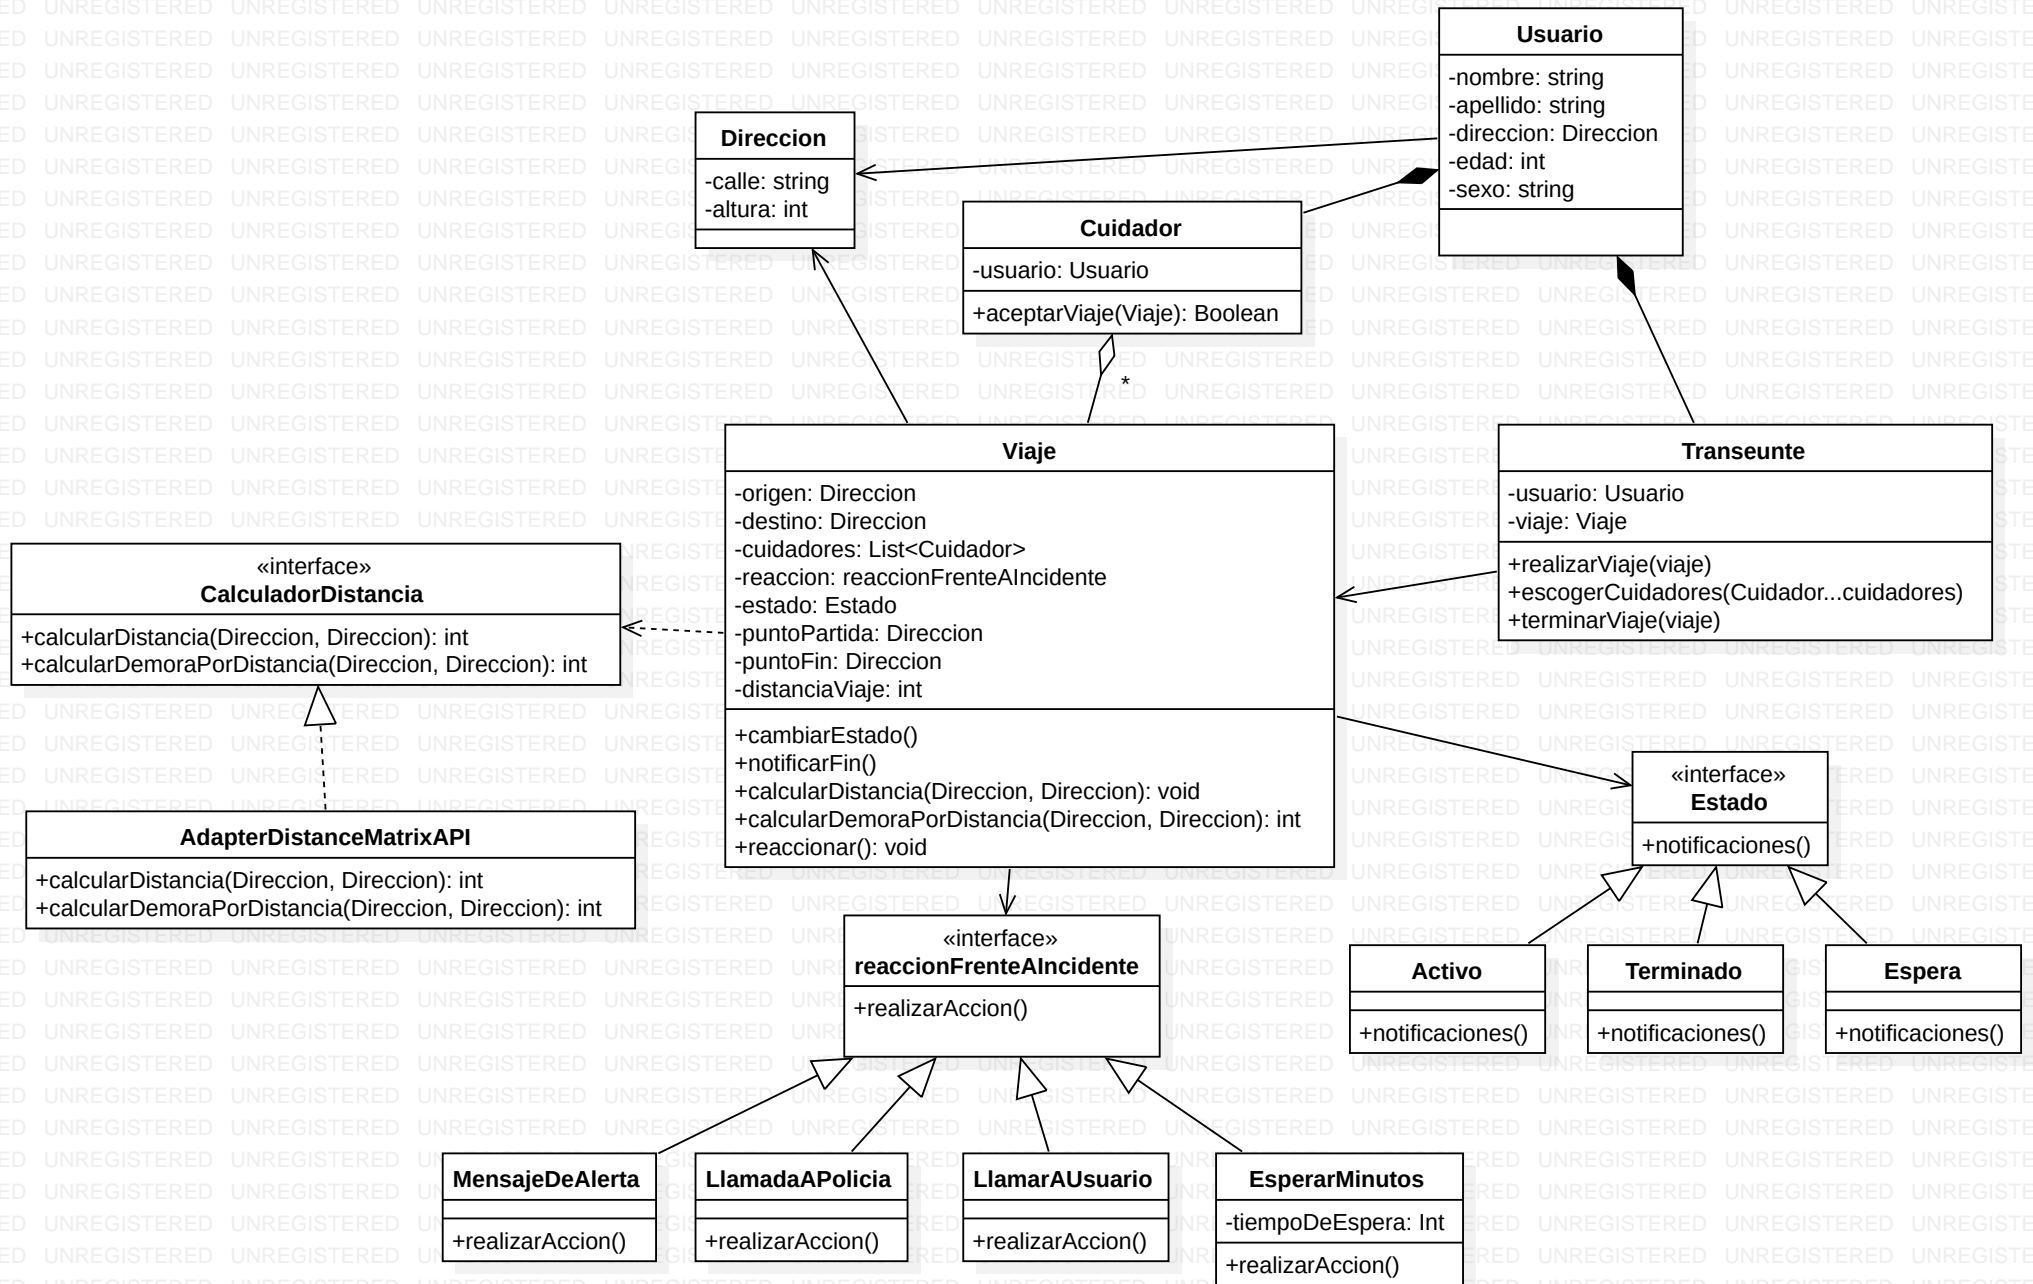 UNREGISTERED
Usuario
-nombre: string
-apellido: string
-direccion: Direccion
-edad: int
-sexo: string
Direccion
-calle: string
-altura: int
Cuidador
-usuario: Usuario
+aceptarViaje(Viaje): Boolean
*
Viaje
-origen: Direccion
-destino: Direccion
-cuidadores: List<Cuidador>
-reaccion: reaccionFrenteAIncidente
-estado: Estado
-puntoPartida: Direccion
-puntoFin: Direccion
-distanciaViaje: int
+cambiarEstado()
+notificarFin()
+calcularDistancia(Direccion, Direccion): void
+calcularDemoraPorDistancia(Direccion, Direccion): int
+reaccionar(): void
Transeunte
-usuario: Usuario
-viaje: Viaje
+realizarViaje(viaje)
+escogerCuidadores(Cuidador...cuidadores)
+terminarViaje(viaje)
«interface»
CalculadorDistancia
+calcularDistancia(Direccion, Direccion): int
+calcularDemoraPorDistancia(Direccion, Direccion): int
AdapterDistanceMatrixAPI
+calcularDistancia(Direccion, Direccion): int
+calcularDemoraPorDistancia(Direccion, Direccion): int
«interface»
Estado
+notificaciones()
Activo
+notificaciones()
Terminado
+notificaciones()
Espera
+notificaciones()
«interface»
reaccionFrenteAIncidente
+realizarAccion()
MensajeDeAlerta
+realizarAccion()
LlamadaAPolicia
+realizarAccion()
LlamarAUsuario
+realizarAccion()
EsperarMinutos
-tiempoDeEspera: Int
+realizarAccion()